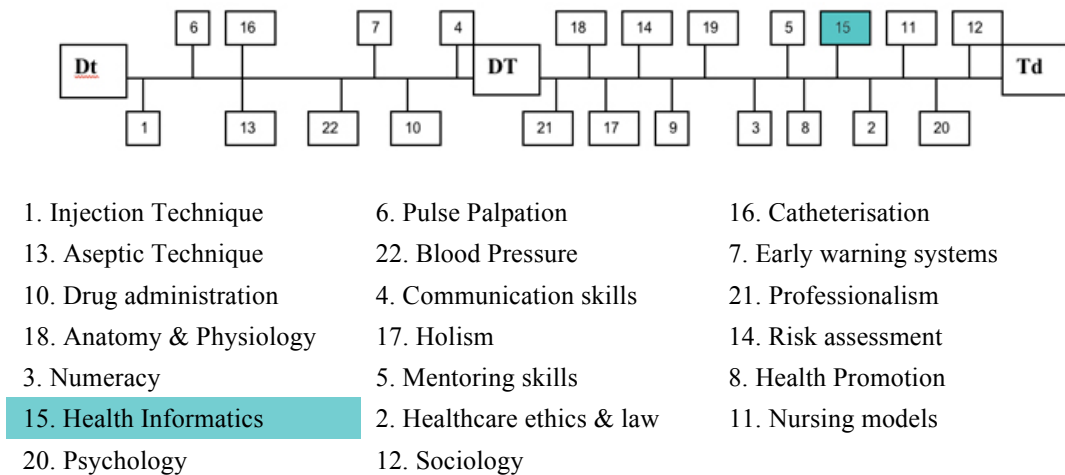 6 16 7 4 18 14 19 5 15 11 12
Dt DT Td
1 13 22 10 21 17 9 3 8 2 20
1. Injection Technique 6. Pulse Palpation 16. Catheterisation
13. Aseptic Technique 22. Blood Pressure 7. Early warning systems
10. Drug administration 4. Communication skills 21. Professionalism
18. Anatomy & Physiology 17. Holism 14. Risk assessment
3. Numeracy 5. Mentoring skills 8. Health Promotion
15. Health Informatics 2. Healthcare ethics & law 11. Nursing models
20. Psychology 12. Sociology